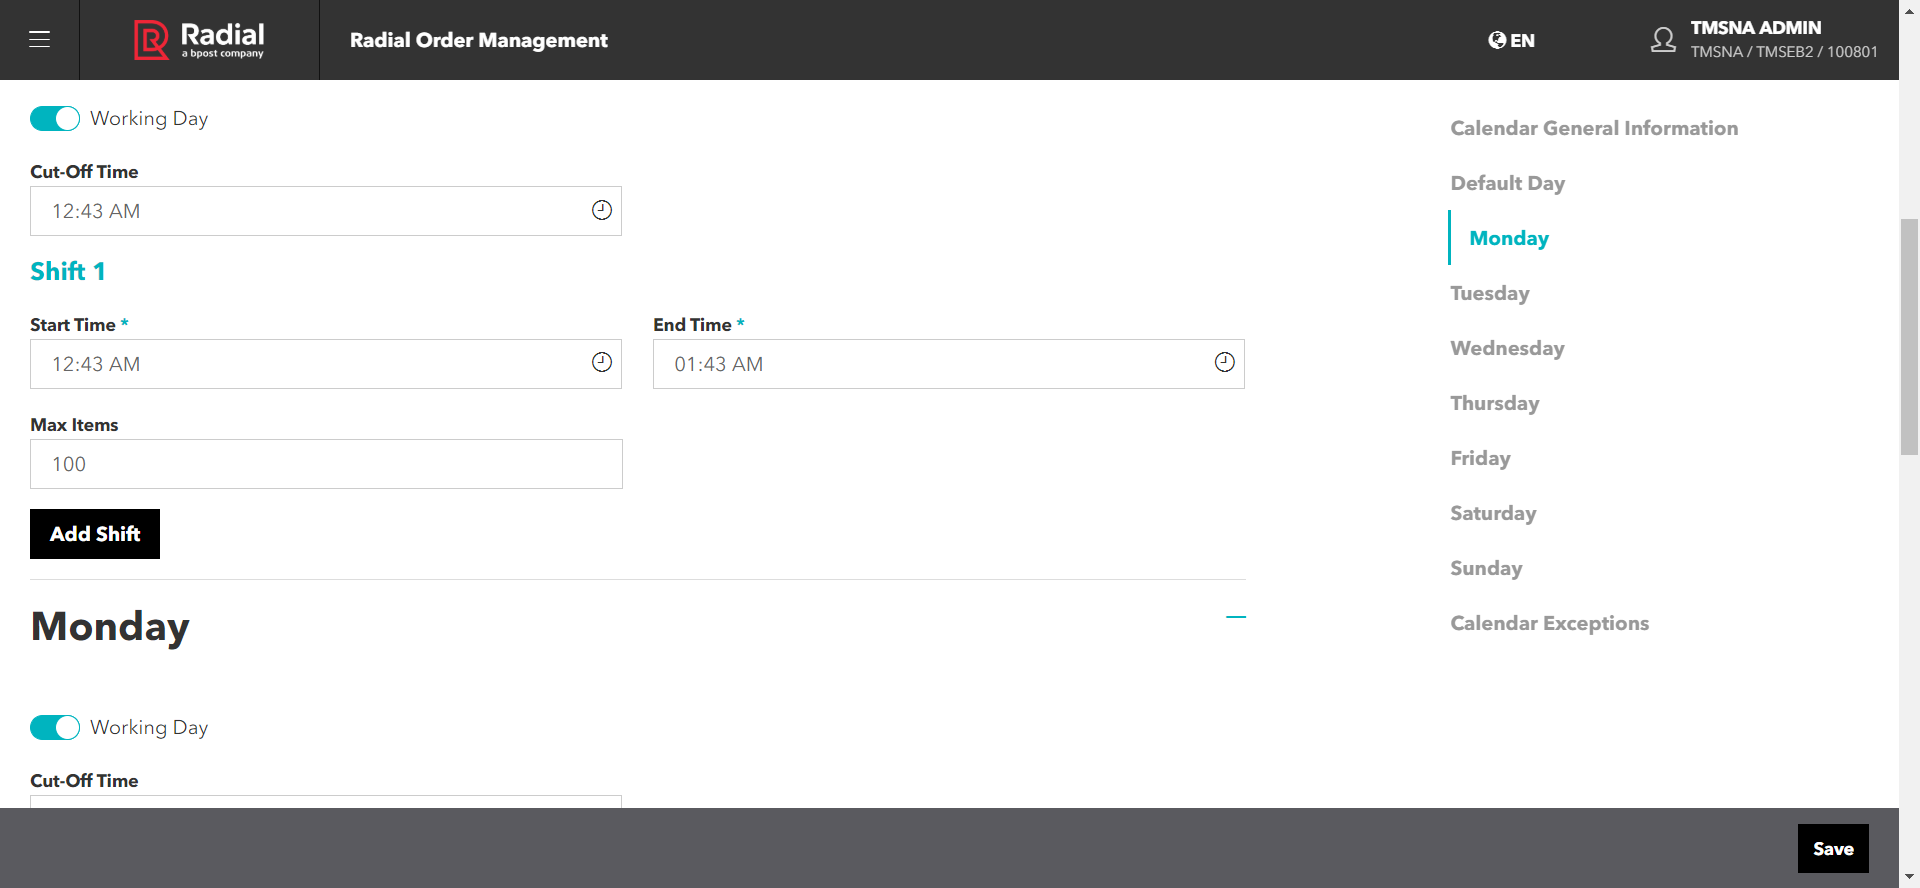 Radial
a bpost company
Radial Order Management
EN
TMSNA ADMIN
TMSNA / TMSEB2 / 100801
Working Day
Cut-Off Time
12:43 AM
Shift 1
Start Time *
End Time *
12:43 AM
01:43 AM
Max Items
100
Add Shift
Monday
Working Day
Cut-Off Time
Calendar General Information
Default Day
Monday
Tuesday
Wednesday
Thursday
Friday
Saturday
Sunday
Calendar Exceptions
Save